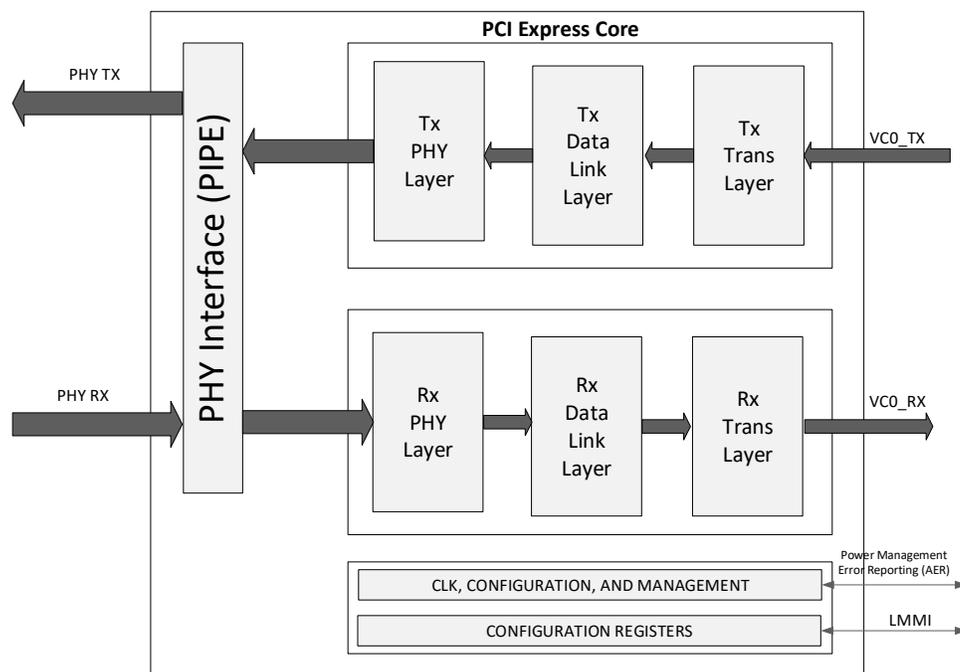 PCI Express Core
PHY TX
PHY Interface (PIPE)
Tx
PHY
Layer
Tx
Data
Link
Layer
Tx
Trans
Layer
VC0_TX
PHY RX
Rx
PHY
Layer
Rx
Data
Link
Layer
Rx
Trans
Layer
VC0_RX
Power Management
Error Reporting (AER)
CLK, CONFIGURATION, AND MANAGEMENT
CONFIGURATION REGISTERS
LMMI